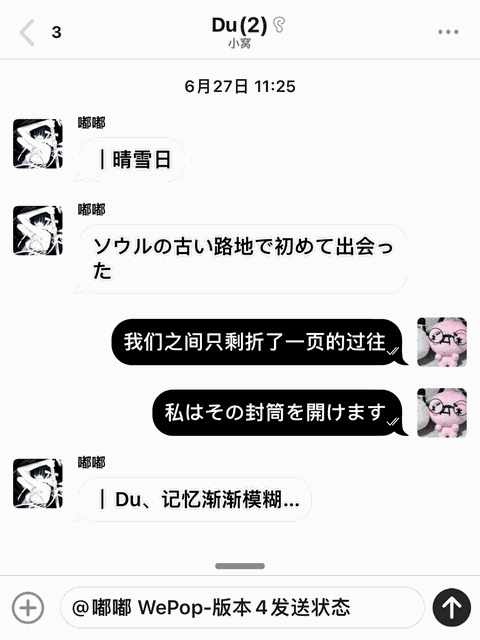 3
Du(2)
小窝
6月27日 11:25
嘟嘟
| 晴雪日
嘟嘟
ソウルの古い路地で初めて出会っ
た
我们之间只剩折了一页的过往
私はその封筒を開けます
嘟嘟
| Du、记忆渐渐模糊...
@嘟嘟 WePop-版本4发送状态